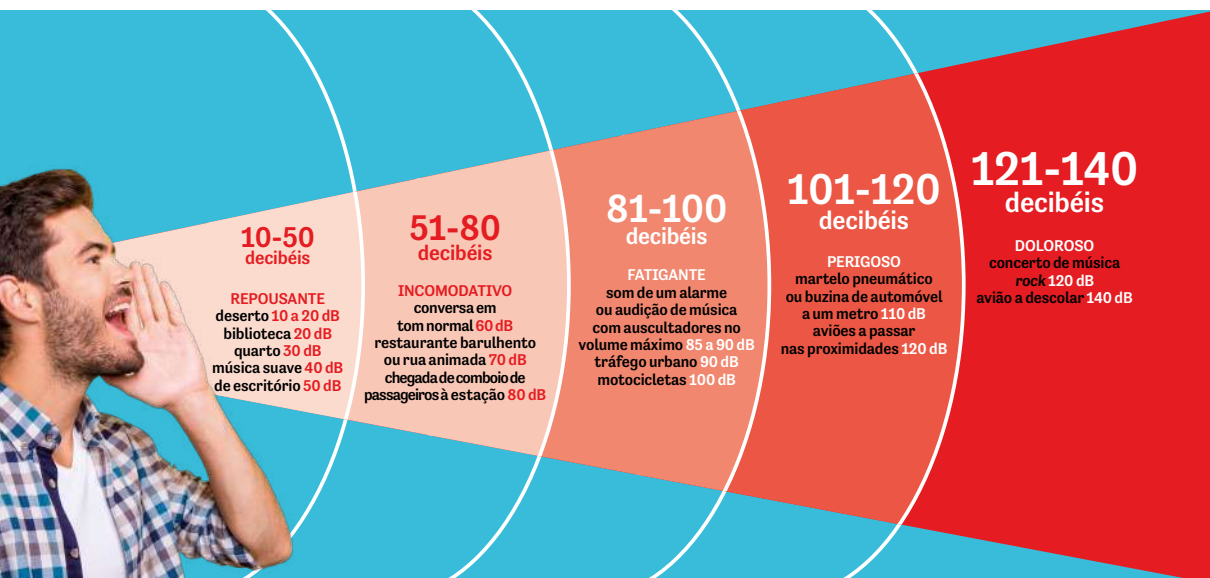 10-50
decibéis
REPOUSANTE
deserto 10 a 20 dB
biblioteca 20 dB
quarto 30 dB
música suave 40 dB
de escritório 50 dB
51-80
decibéis
INCOMODATIVO
conversa em
tom normal 60 dB
restaurante barulhento
ou rua animada 70 dB
chegada de comboio de
passageiros à estação 80 dB
81-100
decibéis
FATIGANTE
som de um alarme
ou audição de música
com auscultadores no
volume máximo 85 a 90 dB
tráfego urbano 90 dB
motocicletas 100 dB
101-120
decibéis
PERIGOSO
martelo pneumático
ou buzina de automóvel
a um metro 110 dB
aviões a passar
nas proximidades 120 dB
121-140
decibéis
DOLOROSO
concerto de música
rock 120 dB
avião a descolar 140 dB